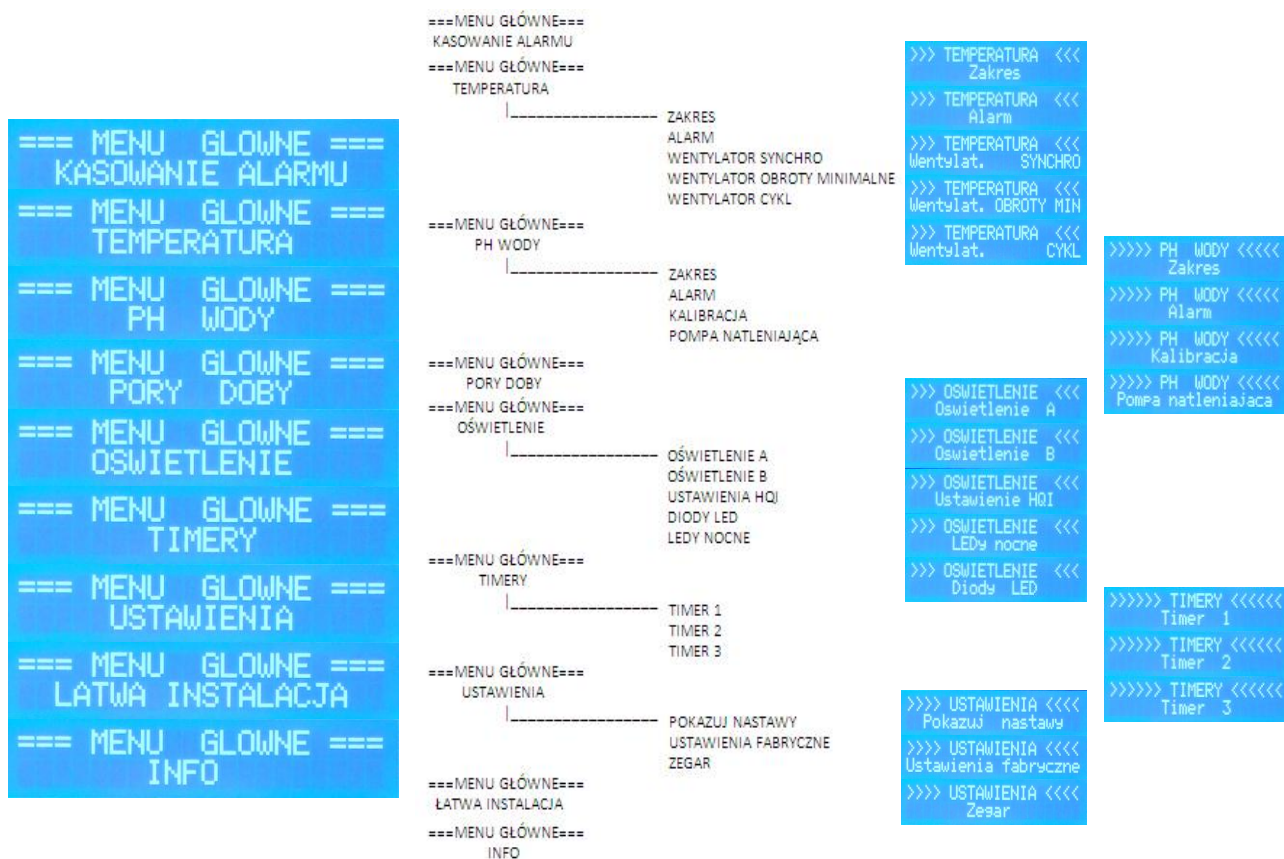 === MENU GLOWNE ===
KASOWANIE ALARMU
=== MENU GLOWNE ===
TEMPERATURA
=== MENU GLOWNE ===
PH WODY
=== MENU GLOWNE ===
PORY DOBY
=== MENU GLOWNE ===
OSWIETLENIE
=== MENU GLOWNE ===
TIMERY
=== MENU GLOWNE ===
USTAWIENIA
=== MENU GLOWNE ===
LATWA INSTALACJA
=== MENU GLOWNE ===
INFO
===MENU GŁÓWNE===
KASOWANIE ALARMU
===MENU GŁÓWNE===
TEMPERATURA
ZAKRES
ALARM
WENTYLATOR SYNCHRO
WENTYLATOR OBROTY MINIMALNE
WENTYLATOR CYKL
===MENU GŁÓWNE===
PH WODY
ZAKRES
ALARM
KALIBRACJA
POMPA NATLENIAJĄCA
===MENU GŁÓWNE===
PORY DOBY
===MENU GŁÓWNE===
OŚWIETLENIE
OŚWIETLENIE A
OŚWIETLENIE B
USTAWIENIA HQI
DIODY LED
LEDY NOCNE
===MENU GŁÓWNE===
TIMERY
TIMER 1
TIMER 2
TIMER 3
===MENU GŁÓWNE===
USTAWIENIA
POKAZUJ NASTAWY
USTAWIENIA FABRYCZNE
ZEGAR
===MENU GŁÓWNE===
ŁATWA INSTALACJA
===MENU GŁÓWNE===
INFO
>>> TEMPERATURA <<<
Zakres
>>> TEMPERATURA <<<
Alarm
>>> TEMPERATURA <<<
Wentylat. SYNCHRO
>>> TEMPERATURA <<<
Wentylat. OBROTY MIN
>>> TEMPERATURA <<<
Wentylat. CYKL
>>>>> PH WODY <<<<<
Zakres
>>>>> PH WODY <<<<<
Alarm
>>>>> PH WODY <<<<<
Kalibracja
>>>>> PH WODY <<<<<
Pompa natleniajaca
>>> OSWIETLENIE <<<
Oswietlenie A
>>> OSWIETLENIE <<<
Oswietlenie B
>>> OSWIETLENIE <<<
Ustawienie HQI
>>> OSWIETLENIE <<<
LEDy nocne
>>> OSWIETLENIE <<<
Diody LED
>>>>>> TIMERY <<<<<<
Timer 1
>>>>>> TIMERY <<<<<<
Timer 2
>>>>>> TIMERY <<<<<<
Timer 3
>>>> USTAWIENIA <<<<
Pokazuj nastawy
>>>> USTAWIENIA <<<<
Ustawienia fabryczne
>>>> USTAWIENIA <<<<
Zegar